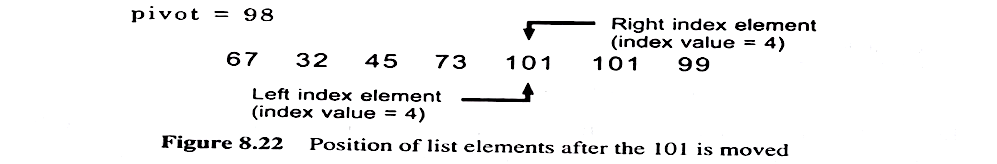 pivot = 98
Right index element
(index value = 4)
67 32 45 73 101 101 99
Left index element
(index value = 4)
Figure 8.22 Position of list elements after the 101 is moved